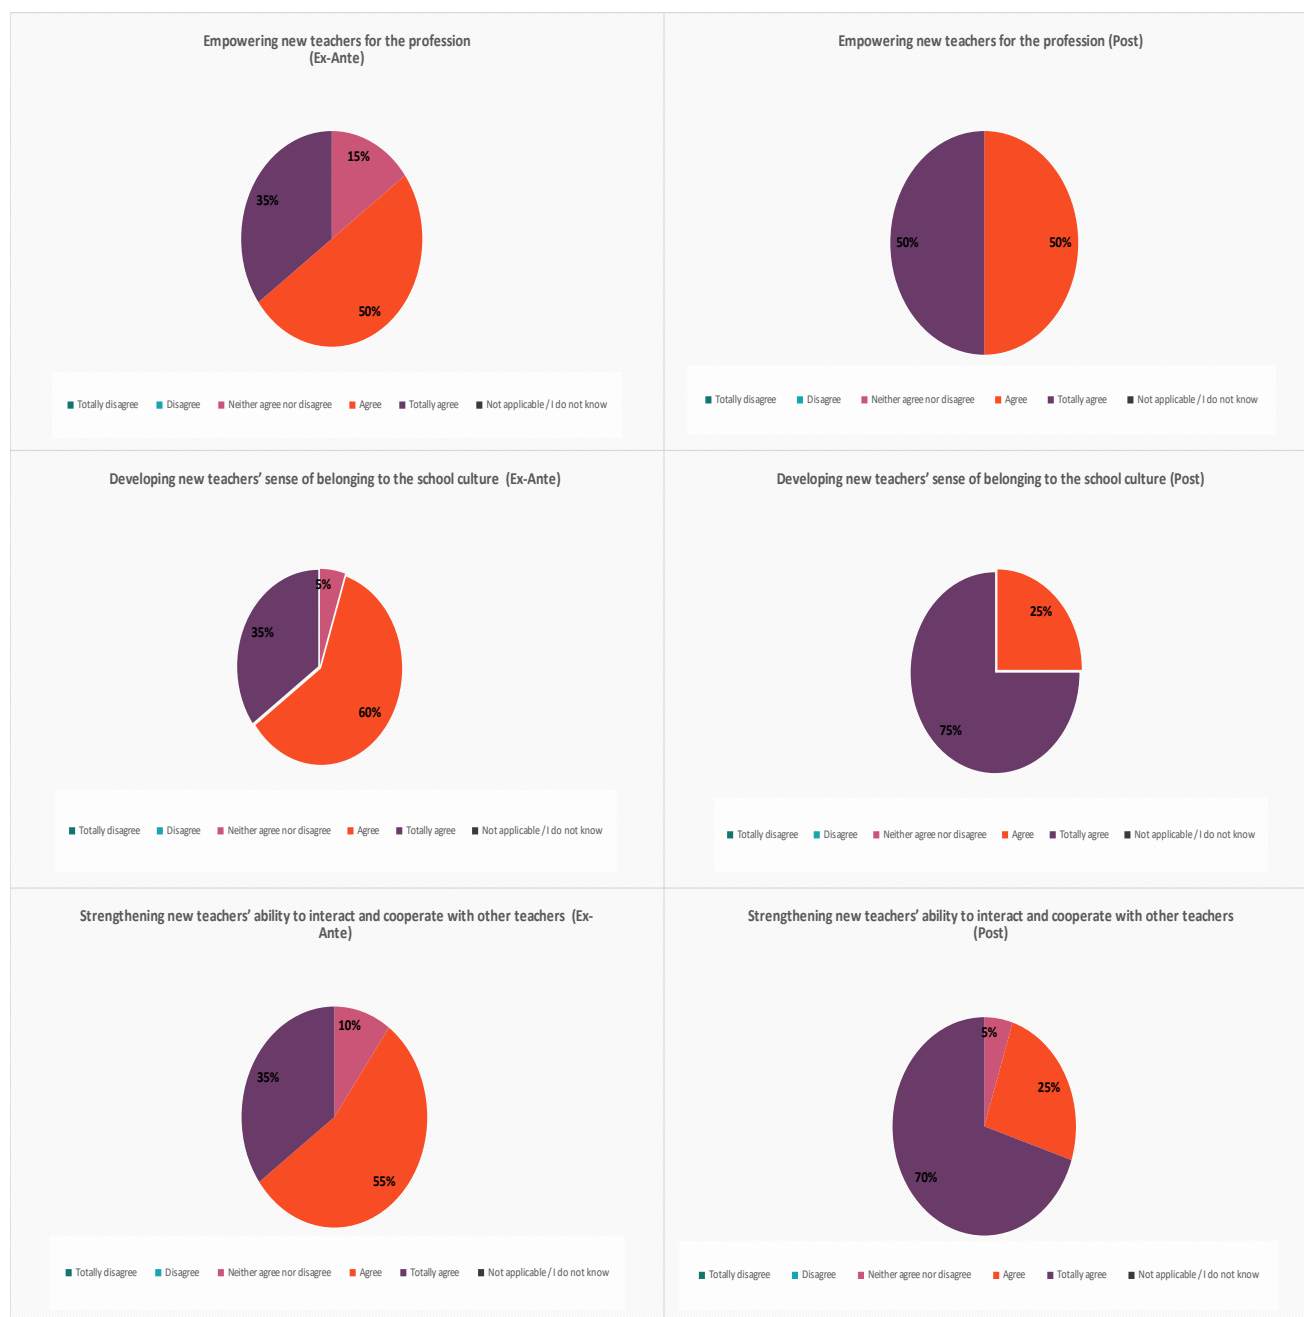 Empowering new teachers for the profession
(Ex-Ante)
15%
35%
50%
Totally disagree Disagree Neither agree nor disagree Agree Totally agree Not applicable / I do not know
Empowering new teachers for the profession (Post)
50% 50%
Totally disagree Disagree Neither agree nor disagree Agree Totally agree Not applicable / I do not know
Developing new teachers’ sense of belonging to the school culture (Ex-Ante)
5%
35%
60%
Totally disagree Disagree Neither agree nor disagree Agree Totally agree Not applicable / I do not know
Developing new teachers’ sense of belonging to the school culture (Post)
25%
75%
Totally disagree Disagree Neither agree nor disagree Agree Totally agree Not applicable / I do not know
Strengthening new teachers’ ability to interact and cooperate with other teachers (Ex-
Ante)
10%
35%
55%
Totally disagree Disagree Neither agree nor disagree Agree Totally agree Not applicable / I do not know
Strengthening new teachers’ ability to interact and cooperate with other teachers
(Post)
5%
25%
70%
Totally disagree Disagree Neither agree nor disagree Agree Totally agree Not applicable / I do not know